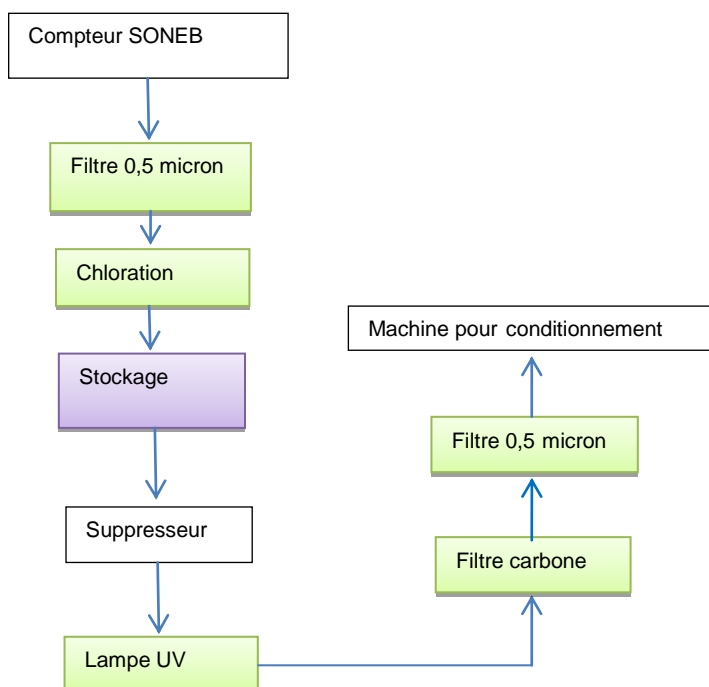 Compteur SONEB
Filtre 0,5 micron
Chloration
Stockage
Suppresseur
Lampe UV
Filtre carbone
Filtre 0,5 micron
Machine pour conditionnement